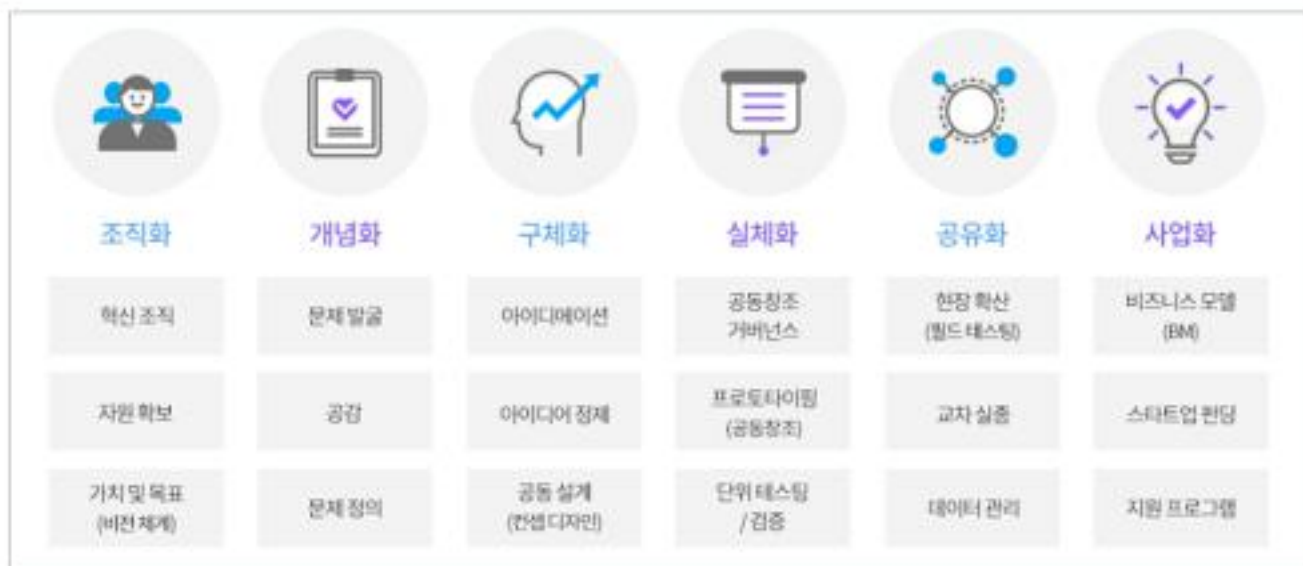 조직화
개념화
구체화
실체화
공유화
사업화
혁신 조직
문제 발굴
아이디에이션
공동창조
거버넌스
현장 확산
(필드 테스팅)
비즈니스 모델
(BM)
자원 확보
공감
아이디어 정제
프로토타이핑
(공동창조)
교차 실증
스타트업 펀딩
가치 및 목표
(비전 체계)
문제 정의
공동 설계
(컨셉 디자인)
단위 테스팅
/ 검증
데이터 관리
지원 프로그램